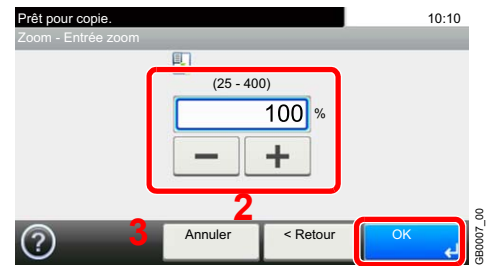 Prêt pour copie. 10:10
Zoom - Entrée zoom
(25 - 400)
100 %
− +
2
3
? Annuler < Retour OK
GB0007_00